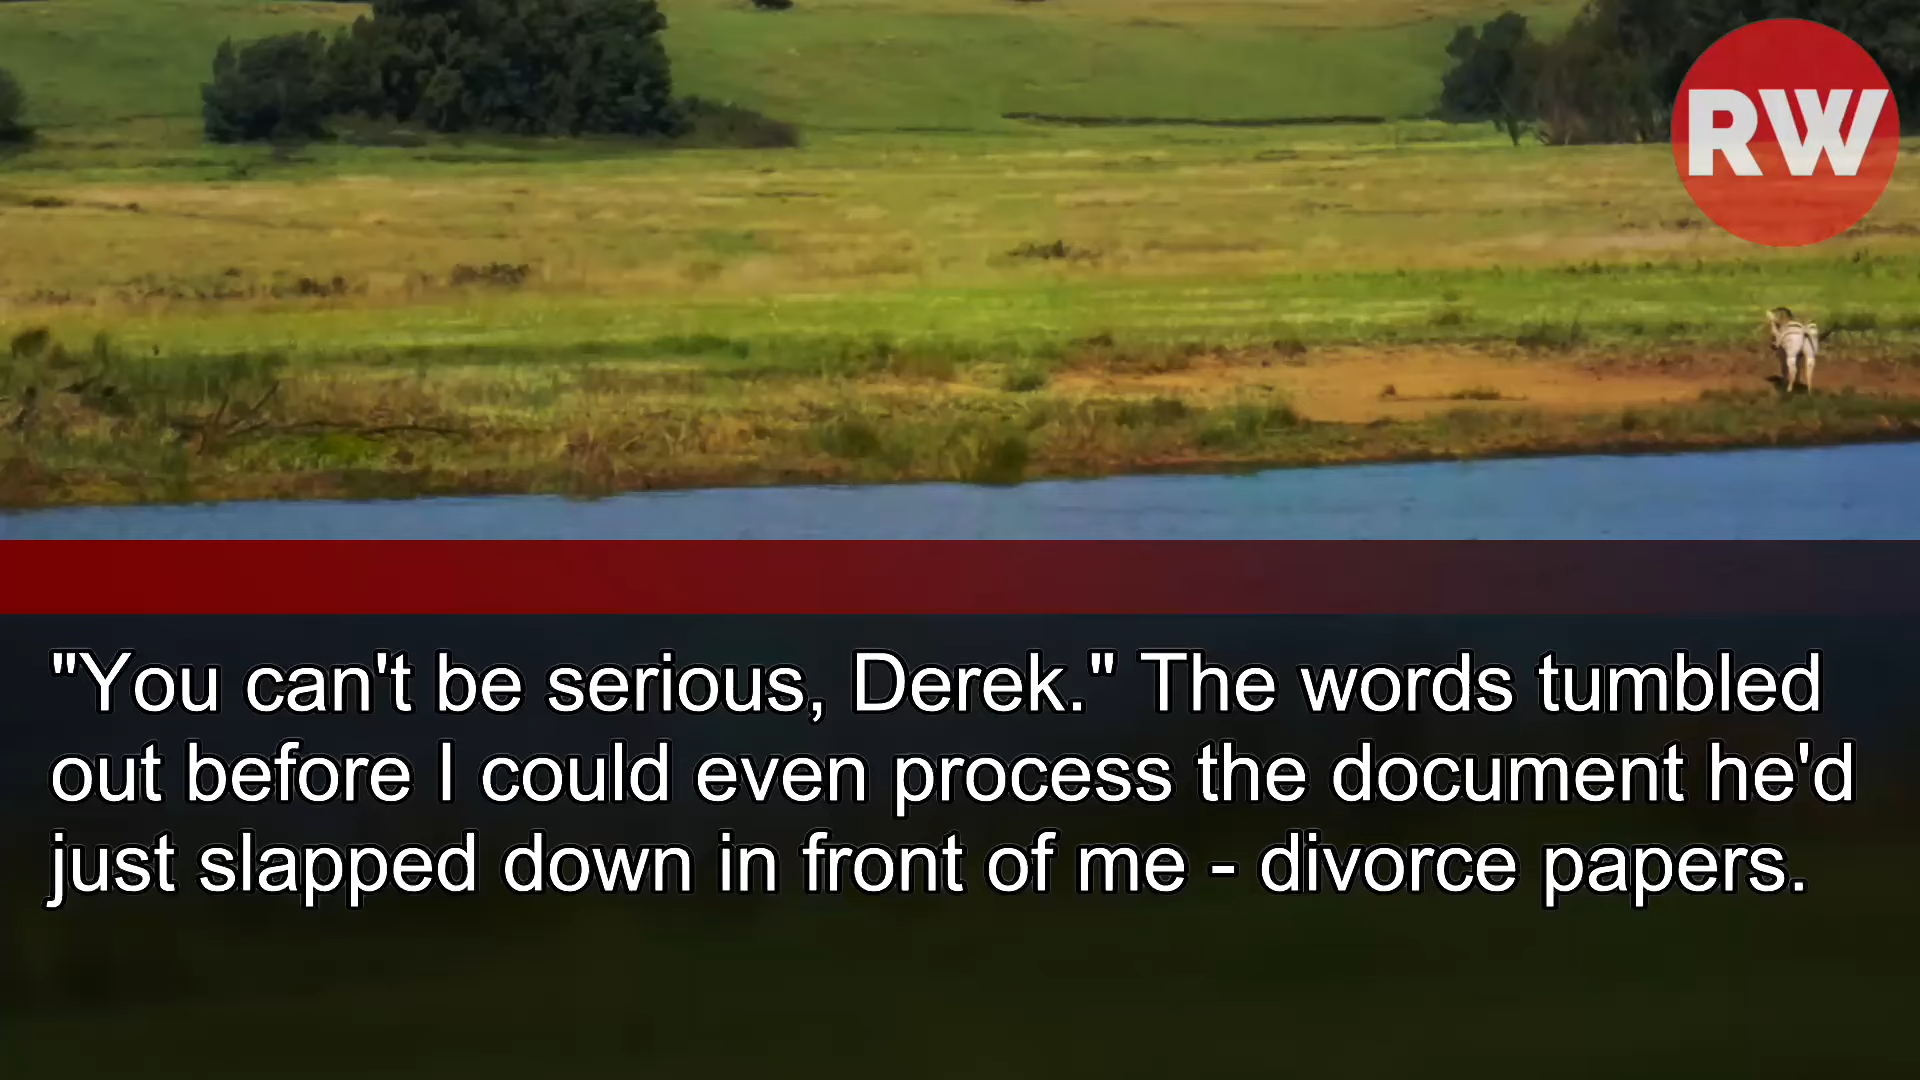 RW
"You can't be serious, Derek." The words tumbled
out before I could even process the document he'd
just slapped down in front of me - divorce papers.